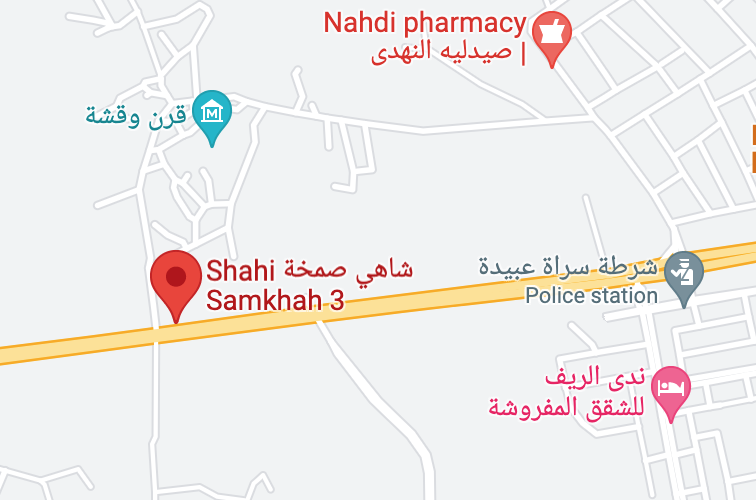 Nahdi pharmacy
| صيدليه النهدى
قرن وقشة
شاهي صمخة Shahi
Samkhah 3
شرطة سراة عبيدة
Police station
ندى الريف
للشقق المفروشة